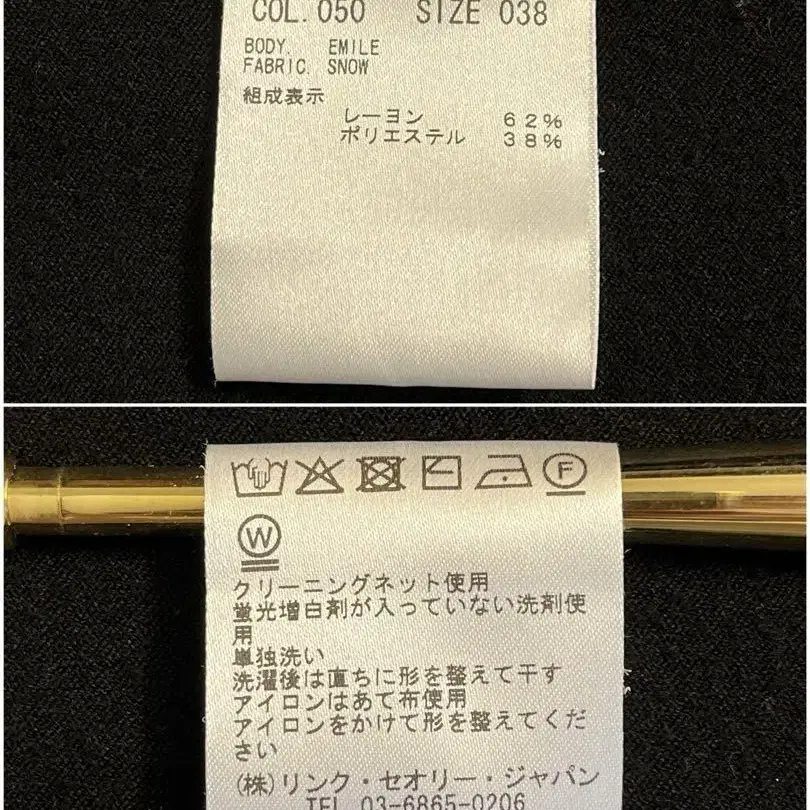 COL.050 SIZE 038
BODY. EMILE
FABRIC. SNOW
組成表示
レーヨン 62%
ポリエステル 38%
F
W
クリーニングネット使用
蛍光増白剤が入っていない洗剤使
用
単独洗い
洗濯後は直ちに形を整えて干す
アイロンはあて布使用
アイロンをかけて形を整えてくだ
さい
(株)リンク・セオリー・ジャパン
TEL 03-6865-0206